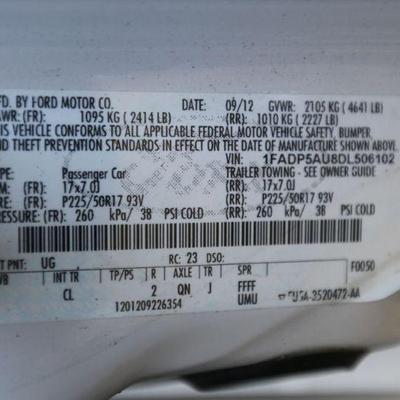 FD. BY FORD MOTOR CO. DATE: 09/12 GVWR: 2105 KG ( 4641 LB)
AWR: (FR): 1095 KG ( 2414 LB) (RR): 1010 KG ( 2227 LB)
VEHICLE CONFORMS TO ALL APPLICABLE FEDERAL MOTOR VEHICLE SAFETY, BUMPER,
ND THEFT PREVENTION STANDARDS IN EFFECT ON THE DATE OF MANUFACTURE SHOWN ABOVE.
VIN: 1FADP5AU8DL506102
YPE: Passenger Car TRAILER TOWING - SEE OWNER GUIDE
(FR): 17x7.0J (RR): 17x7.0J
(FR): P225/50R17 93V (RR): P225/50R17 93V
PRESSURE: (FR): 260 kPa/ 38 PSI COLD (RR): 260 kPa/ 38 PSI COLD
T PNT: UG RC: 23 DSO: F0050
WB INT TR TP/PS R AXLE TR SPR
CL 2 QN J FFFF
1201209226354 UMU